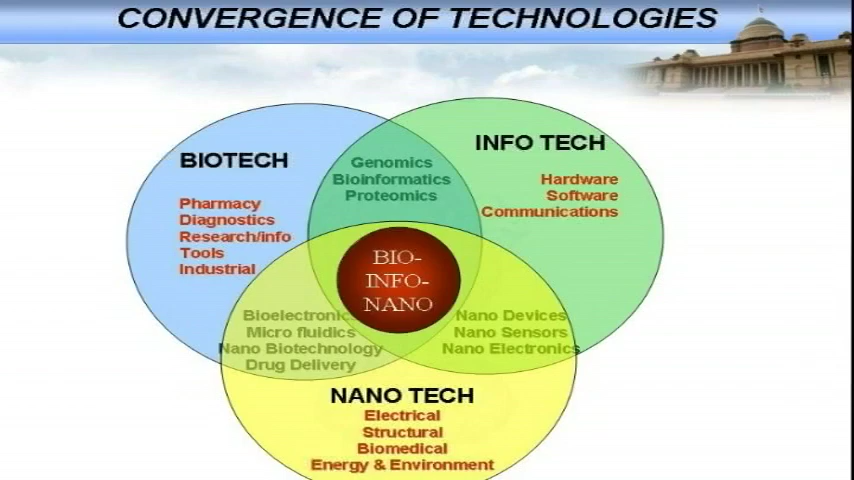 CONVERGENCE OF TECHNOLOGIES
BIOTECH
Pharmacy
Diagnostics
Research/info
Tools
Industrial
Genomics
Bioinformatics
Proteomics
INFO TECH
Hardware
Software
Communications
BIO-
INFO-
NANO
Bioelectronics
Micro fluidics
Nano Biotechnology
Drug Delivery
Nano Devices
Nano Sensors
Nano Electronics
NANO TECH
Electrical
Structural
Biomedical
Energy & Environment